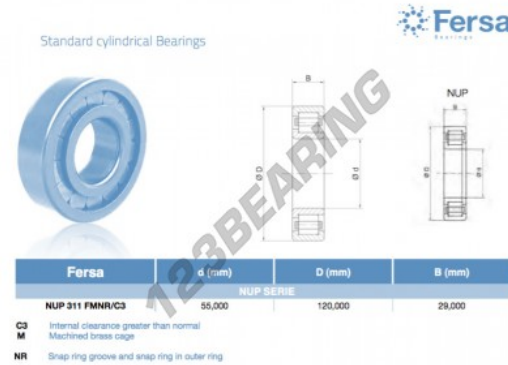 Fersa
Bearings
Standard cylindrical Bearings
B
NUP
B
Ø D
Ø d
Ø D
Ø d
123BEARING
Fersa d (mm) D (mm) B (mm)
NUP SERIE
NUP 311 FMNR/C3 55,000 120,000 29,000
C3 Internal clearance greater than normal
M Machined brass cage
NR Snap ring groove and snap ring in outer ring